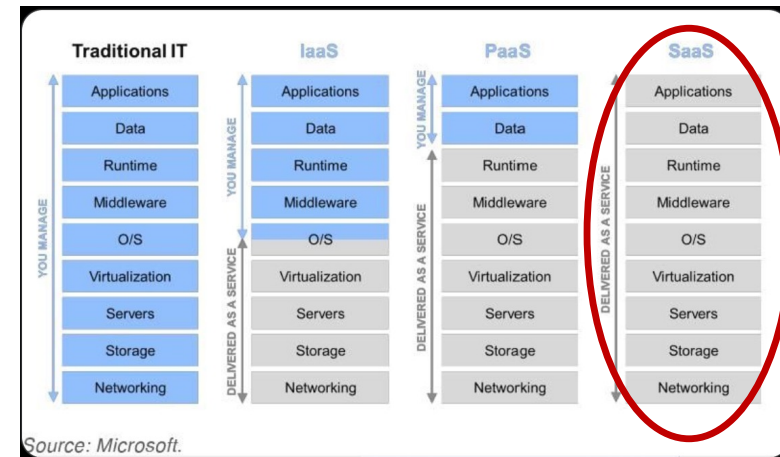 Traditional IT
IaaS
PaaS
SaaS
YOU MANAGE
Applications
Data
Runtime
Middleware
O/S
Virtualization
Servers
Storage
Networking
YOU MANAGE
DELIVERED AS A SERVICE
Applications
Data
Runtime
Middleware
O/S
Virtualization
Servers
Storage
Networking
YOU MANAGE
DELIVERED AS A SERVICE
Applications
Data
Runtime
Middleware
O/S
Virtualization
Servers
Storage
Networking
DELIVERED AS A SERVICE
Applications
Data
Runtime
Middleware
O/S
Virtualization
Servers
Storage
Networking
Source: Microsoft.